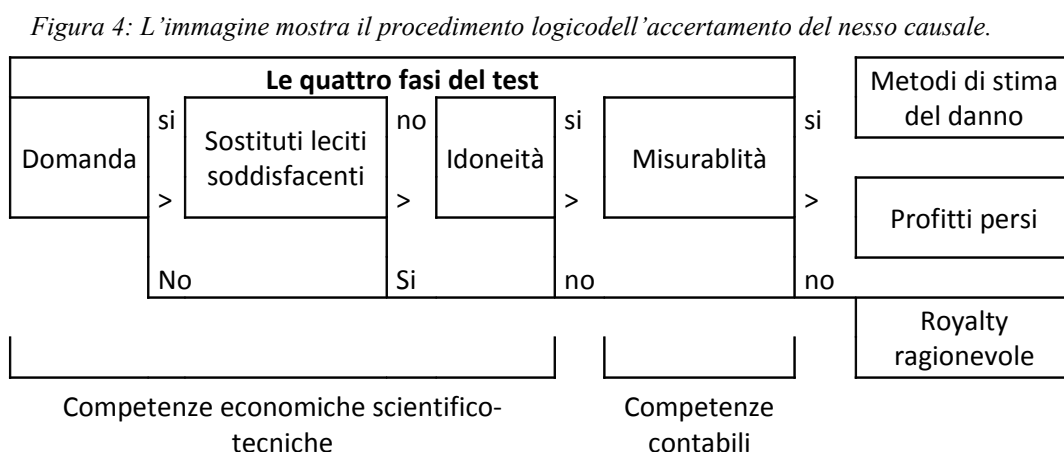 Figura 4: L'immagine mostra il procedimento logicodell'accertamento del nesso causale.
Le quattro fasi del test
Metodi di stima
del danno
Domanda
si
>
No
Sostituti leciti
soddisfacenti
no
>
Si
Idoneità
si
>
no
Misurablità
si
>
no
Profitti persi
Royalty
ragionevole
Competenze economiche scientifico-
tecniche
Competenze
contabili